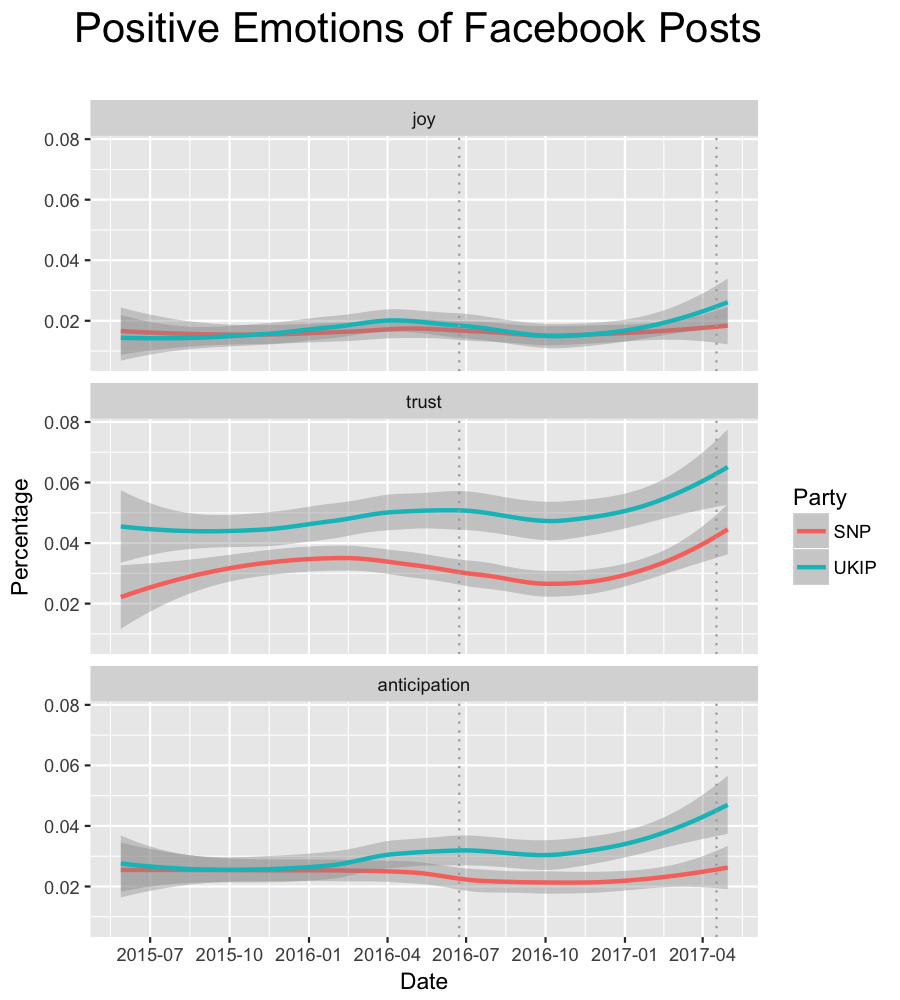 Positive Emotions of Facebook Posts
joy
0.08
0.06
0.04
0.02
trust
0.08
0.06
0.04
0.02
anticipation
0.08
0.06
0.04
0.02
2015-07 2015-10 2016-01 2016-04 2016-07 2016-10 2017-01 2017-04
Date
Percentage
Party
SNP
UKIP